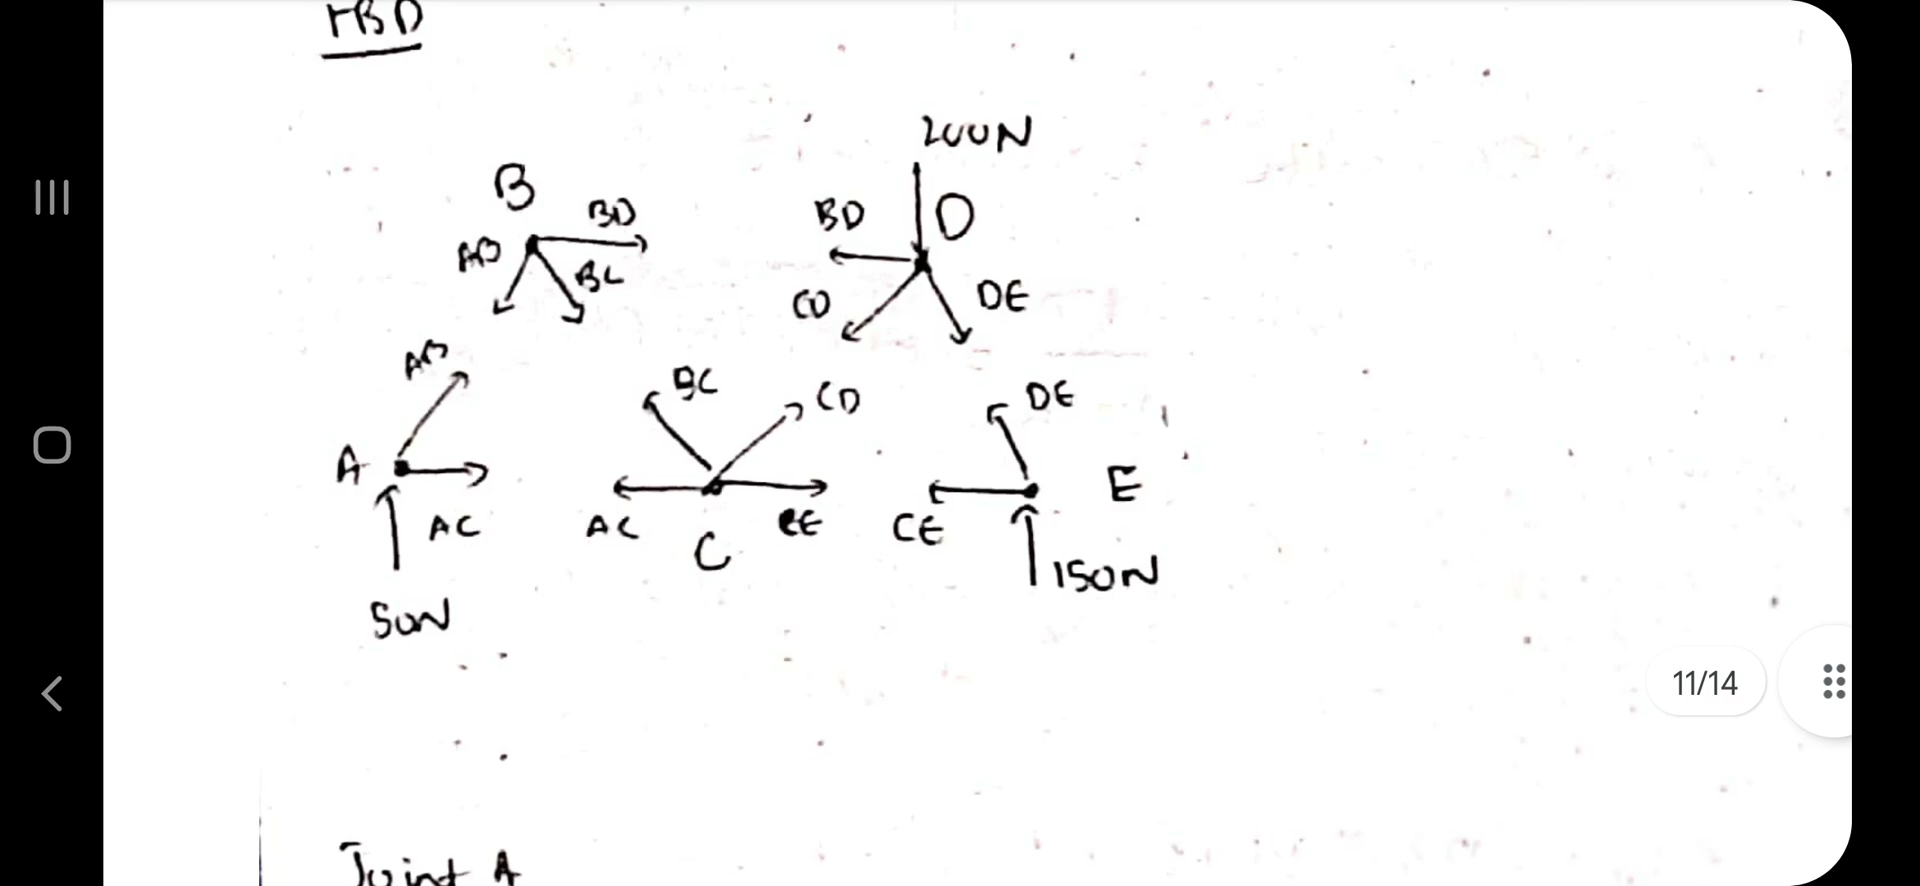 FBD
200N
B
BD
BD
D
AB
BC
CD
DE
AB
BC
CD
DE
A
E
AC
AC
CE
CE
C
150N
50N
11/14
Joint A